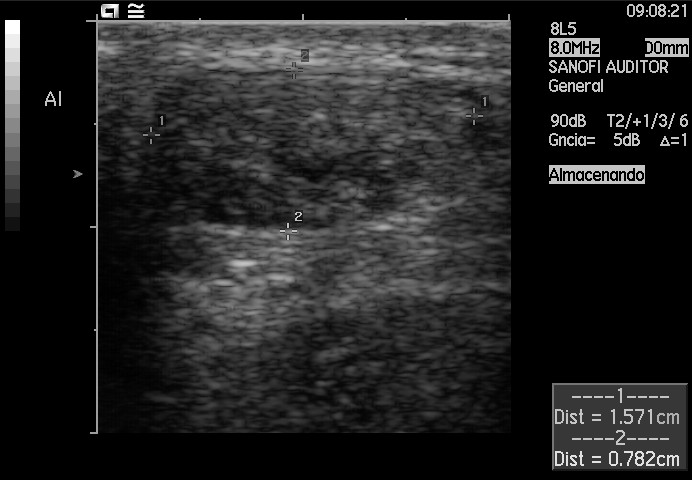 09:08:21
8L5
8.0MHz D0mm
SANOFI AUDITOR
General
AI
90dB T2/+1/3/ 6
Gncia= 5dB Δ=1
Almacenando
2
1
1
2
----1----
Dist = 1.571cm
----2----
Dist = 0.782cm